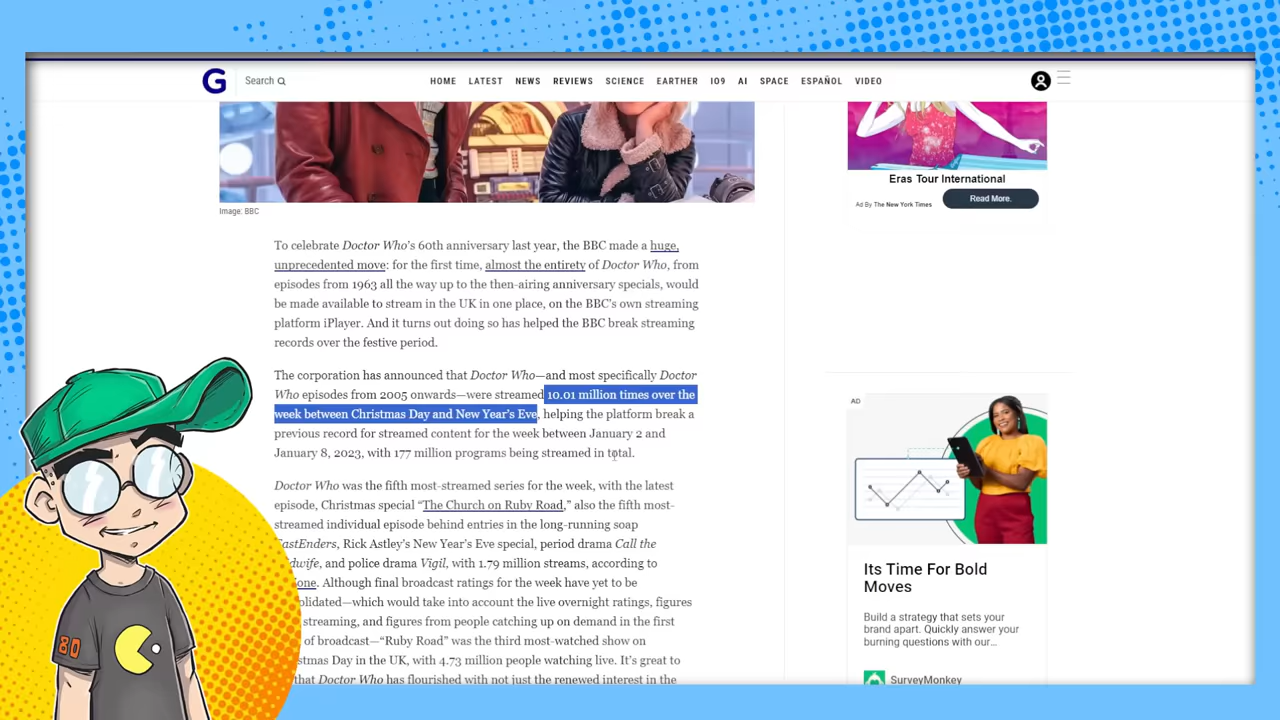 G
Search
HOME LATEST NEWS REVIEWS SCIENCE EARTHER IO9 AI SPACE ESPAÑOL VIDEO
Image: BBC
To celebrate Doctor Who's 60th anniversary last year, the BBC made a huge,
unprecedented move: for the first time, almost the entirety of Doctor Who, from
episodes from 1963 all the way up to the then-airing anniversary specials, would
be made available to stream in the UK in one place, on the BBC's own streaming
platform iPlayer. And it turns out doing so has helped the BBC break streaming
records over the festive period.
The corporation has announced that Doctor Who—and most specifically Doctor
Who episodes from 2005 onwards—were streamed 10.01 million times over the
week between Christmas Day and New Year's Eve, helping the platform break a
previous record for streamed content for the week between January 2 and
January 8, 2023, with 177 million programs being streamed in total.
Doctor Who was the fifth most-streamed series for the week, with the latest
episode, Christmas special “The Church on Ruby Road,” also the fifth most-
streamed individual episode behind entries in the long-running soap
EastEnders, Rick Astley's New Year's Eve special, period drama Call the
, and police drama Vigil, with 1.79 million streams, according to
. Although final broadcast ratings for the week have yet to be
—which would take into account the live overnight ratings, figures
streaming, and figures from people catching up on demand in the first
of broadcast—“Ruby Road” was the third most-watched show on
Day in the UK, with 4.73 million people watching live. It's great to
that Doctor Who has flourished with not just the renewed interest in the
Eras Tour International
Ad By The New York Times
Read More.
AD
Its Time For Bold
Moves
Build a strategy that sets your
brand apart. Quickly answer your
burning questions with our...
SurveyMonkey
80